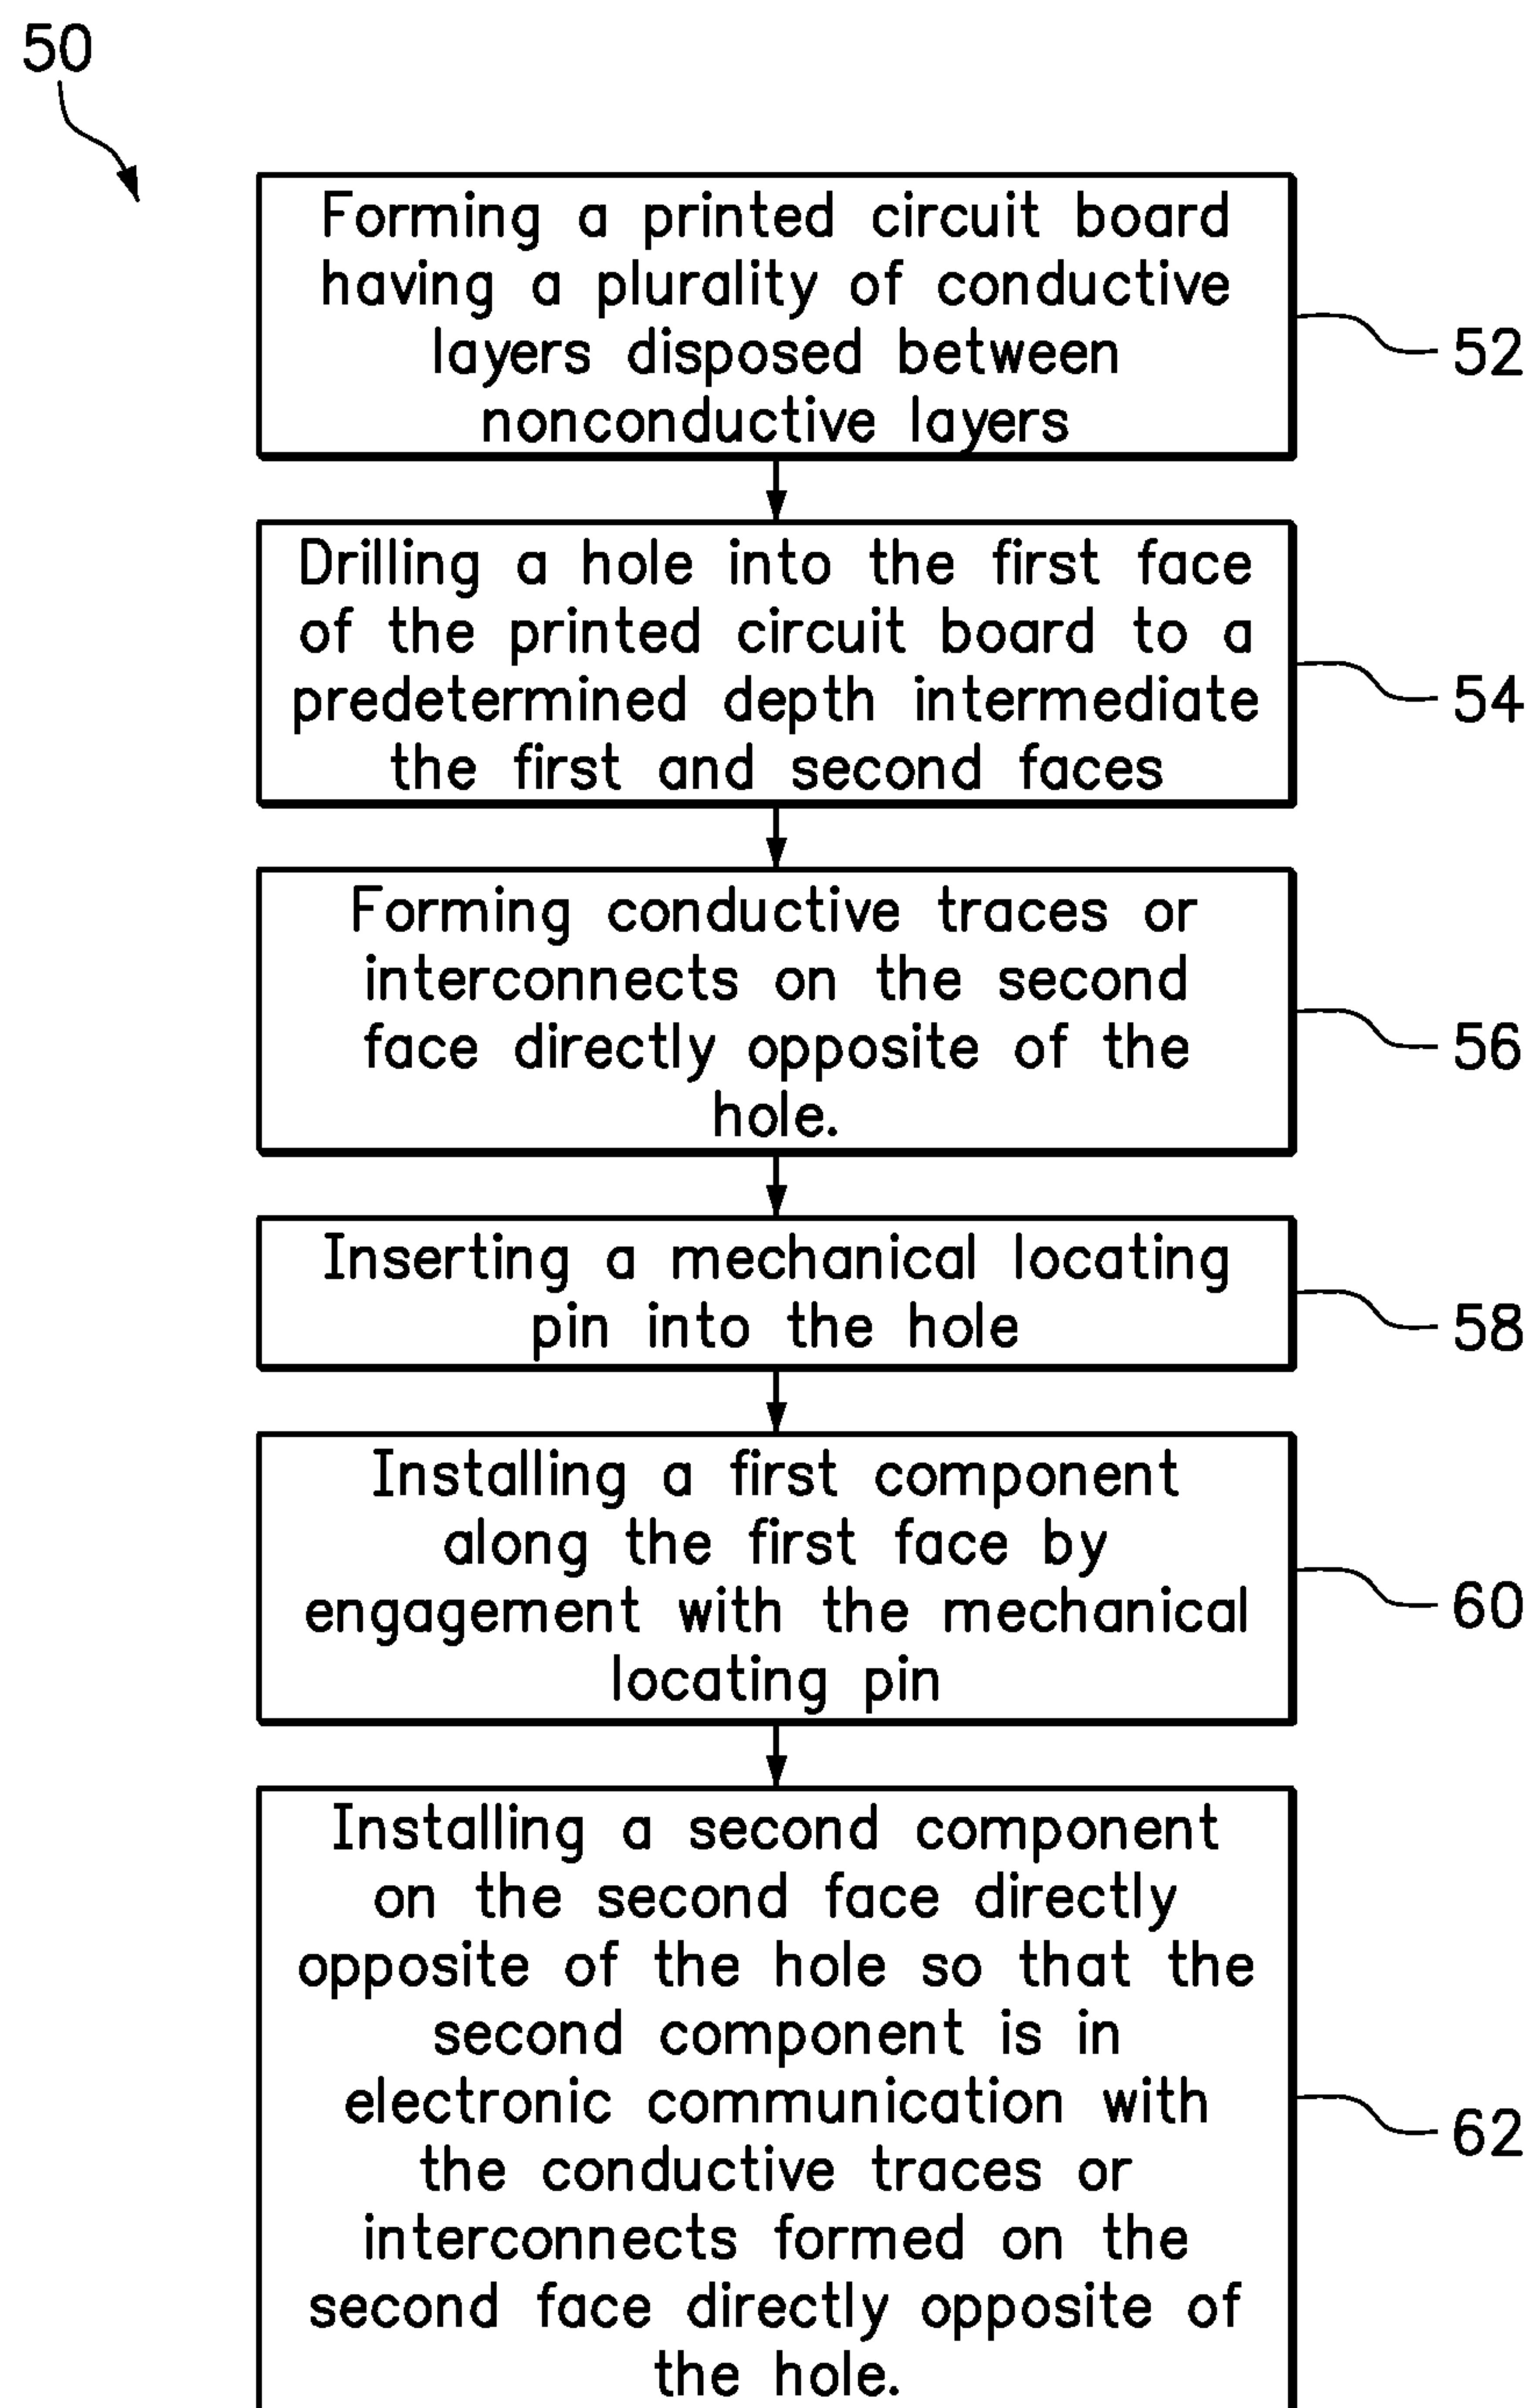 50
Forming a printed circuit board
having a plurality of conductive
layers disposed between
nonconductive layers
52
Drilling a hole into the first face
of the printed circuit board to a
predetermined depth intermediate
the first and second faces
54
Forming conductive traces or
interconnects on the second
face directly opposite of the
hole.
56
Inserting a mechanical locating
pin into the hole
58
Installing a first component
along the first face by
engagement with the mechanical
locating pin
60
Installing a second component
on the second face directly
opposite of the hole so that the
second component is in
electronic communication with
the conductive traces or
interconnects formed on the
second face directly opposite of
the hole.
62